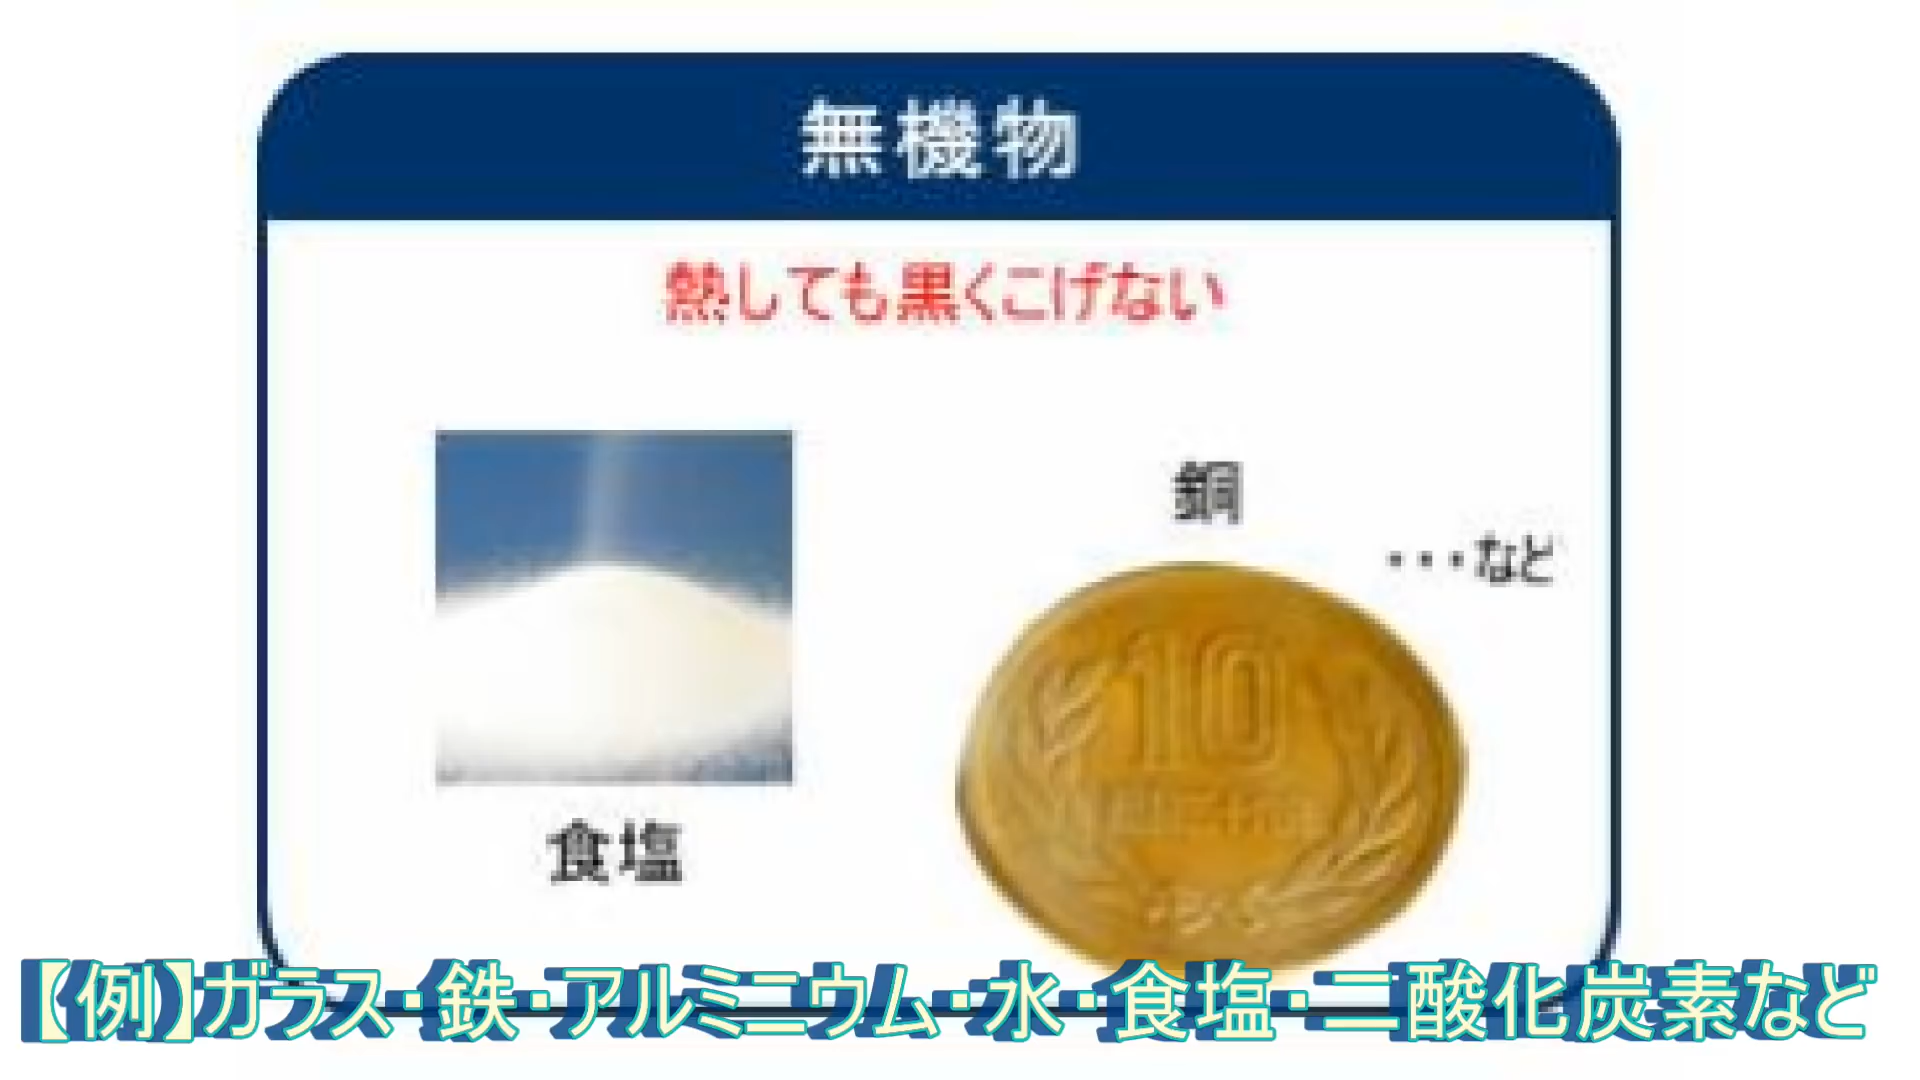 無機物
熱しても黒くこげない
銅
・・・など
10
食塩
【例】ガラス・鉄・アルミニウム・水・食塩・二酸化炭素など